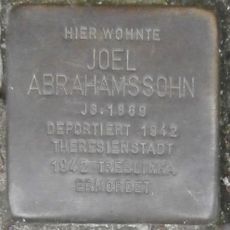 HIER WOHNTE
JOEL
ABRAHAMSSOHN
JG. 1869
DEPORTIERT 1942
THERESIENSTADT
1942 TREBLINKA
ERMORDET